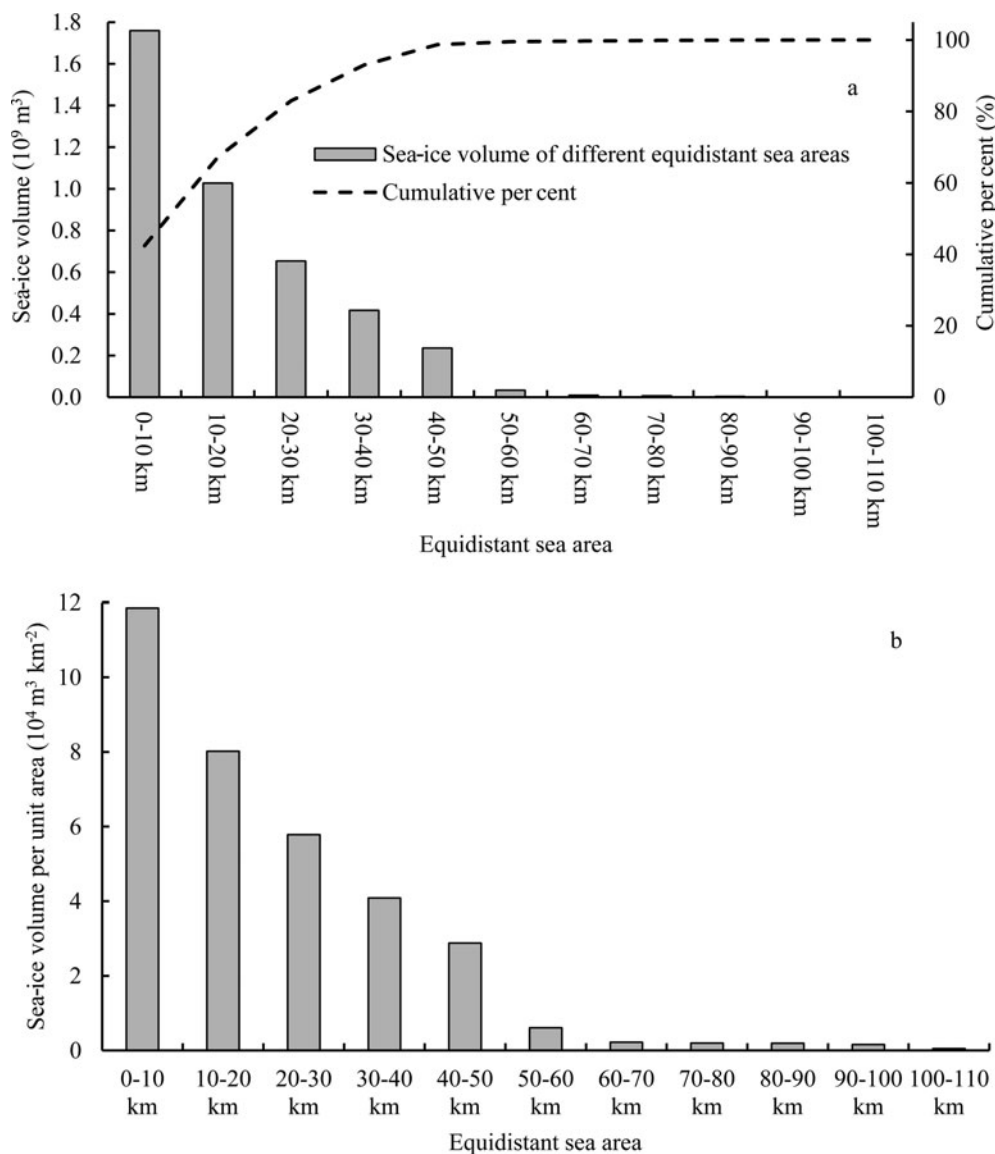 1.8
1.6
1.4
1.2
1.0
0.8
0.6
0.4
0.2
0.0
Sea-ice volume (10⁹ m³)
a
Sea-ice volume of different equidistant sea areas
Cumulative per cent
100
80
60
40
20
0
Cumulative per cent (%)
0-10 km
10-20 km
20-30 km
30-40 km
40-50 km
50-60 km
60-70 km
70-80 km
80-90 km
90-100 km
100-110 km
Equidistant sea area
12
10
8
6
4
2
0
Sea-ice volume per unit area (10⁴ m³ km⁻²)
b
0-10 10-20 20-30 30-40 40-50 50-60 60-70 70-80 80-90 90-100 100-110
km km km km km km km km km km km
Equidistant sea area